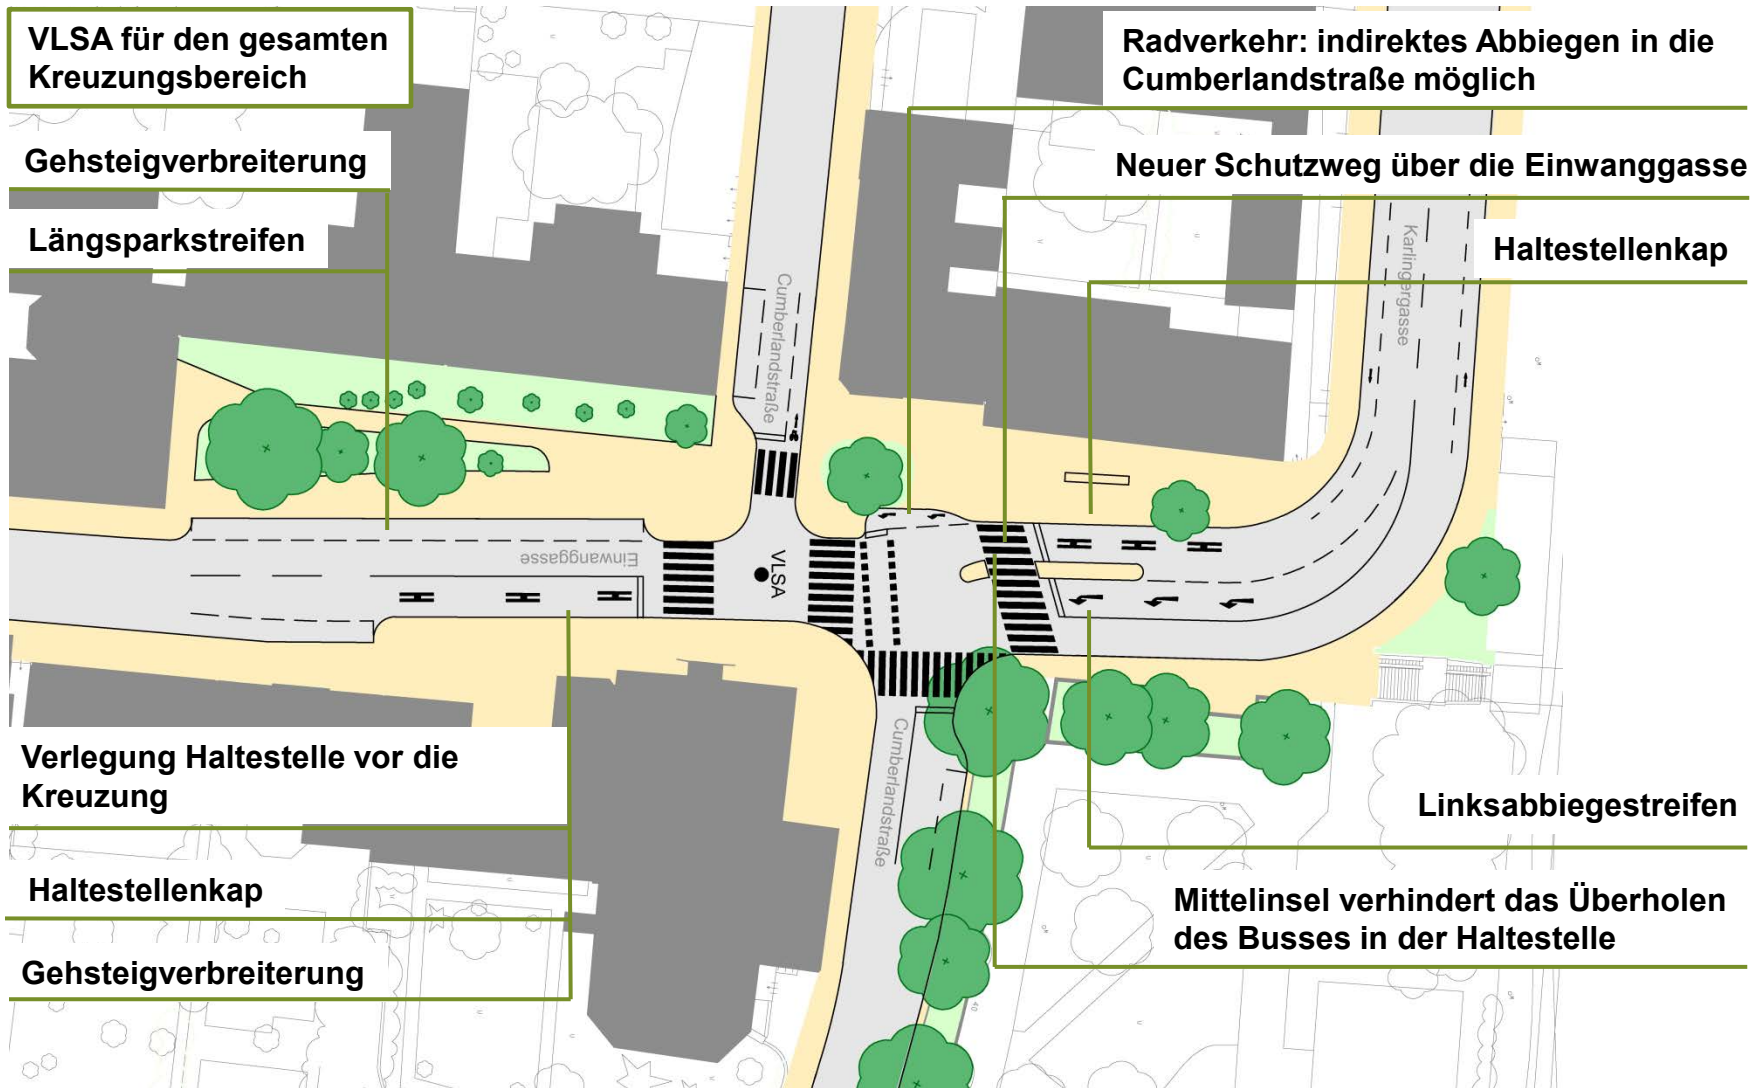 VLSA für den gesamten
Kreuzungsbereich
Gehsteigverbreiterung
Längsparkstreifen
Radverkehr: indirektes Abbiegen in die
Cumberlandstraße möglich
Neuer Schutzweg über die Einwanggasse
Haltestellenkap
Karlingergasse
Cumberlandstraße
Einwanggasse
VLSA
Cumberlandstraße
Verlegung Haltestelle vor die
Kreuzung
Haltestellenkap
Gehsteigverbreiterung
Linksabbiegestreifen
Mittelinsel verhindert das Überholen
des Busses in der Haltestelle